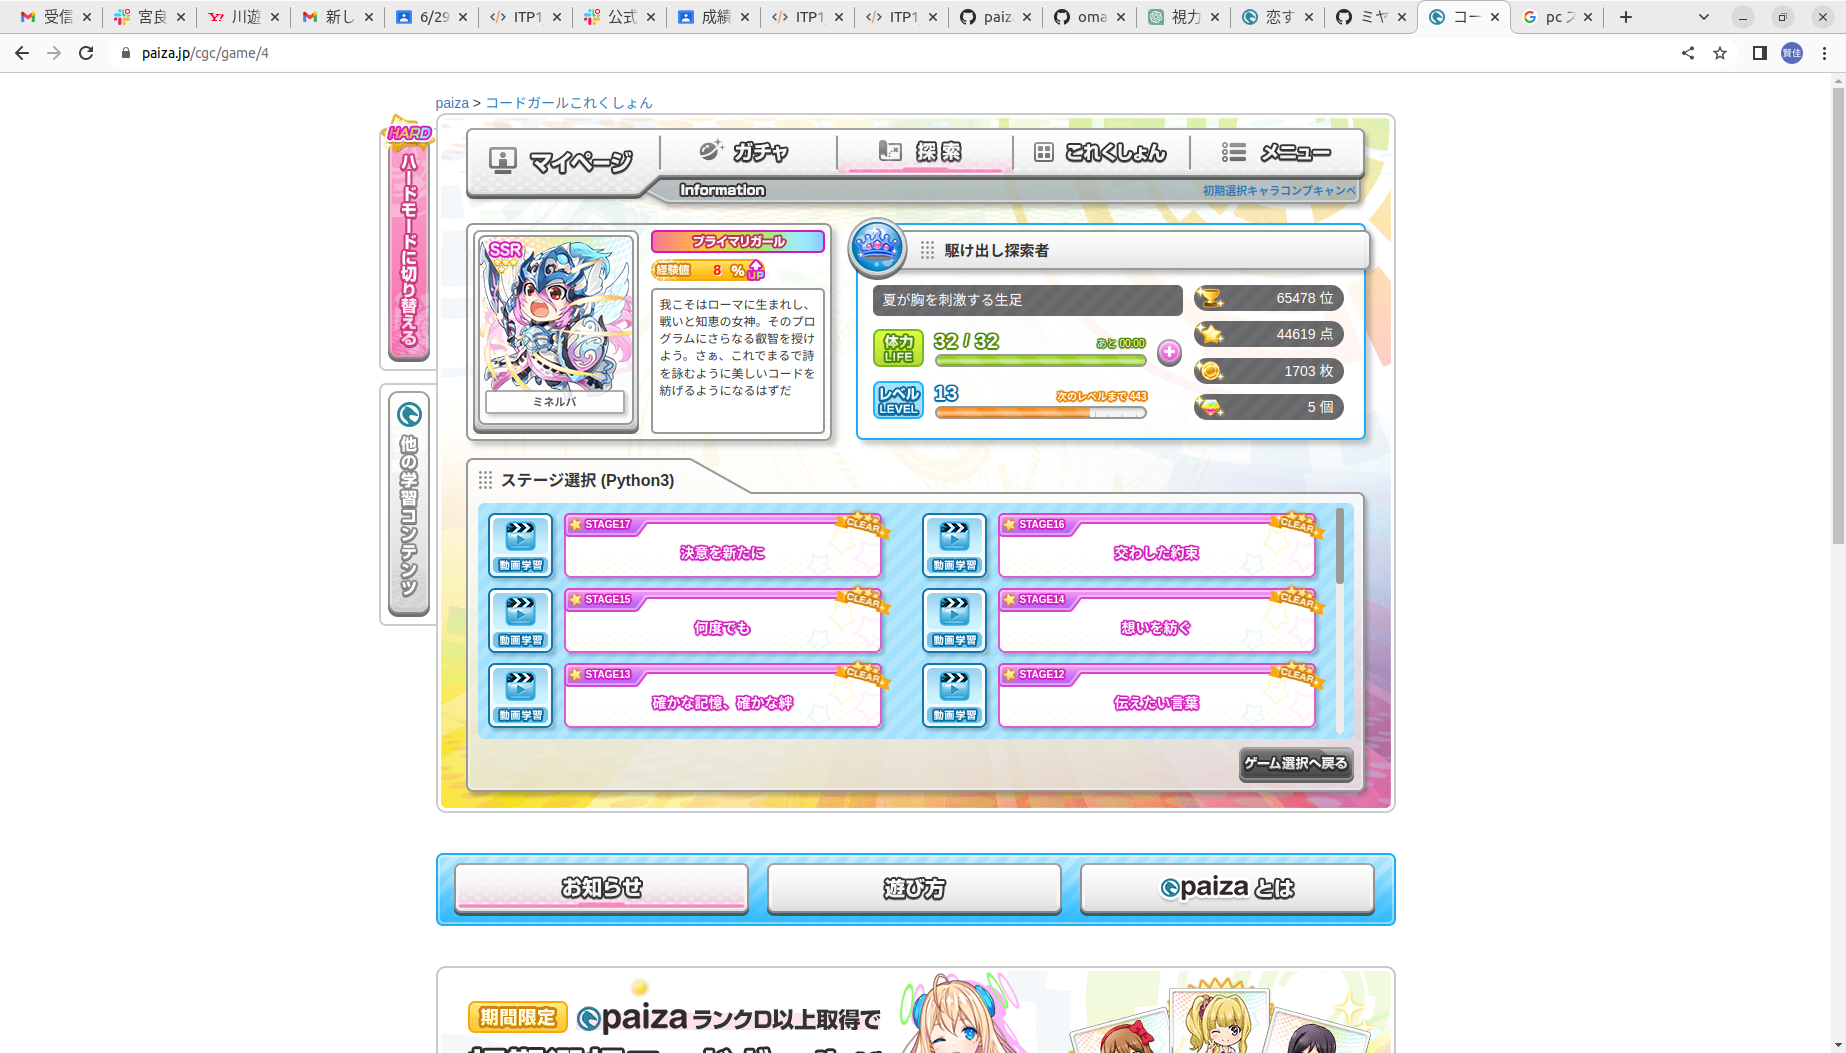 受信
宮良
川遊
新し
6/29
ITP1
公式
成績
ITP1
ITP1
paiza
oma
視力
恋す
ミヤ
コー
pc ス
paiza.jp/cgc/game/4
賢佳
paiza > コードガールこれくしょん
HARD
ハードモードに切り替える
他の学習コンテンツ
マイページ
ガチャ
探索
これくしょん
メニュー
Information
初期選択キャラコンプキャンペ
SSR
ミネルバ
プライマリガール
経験値 8 % UP
我こそはローマに生まれし、
戦いと知恵の女神。そのプロ
グラムにさらなる叡智を授け
よう。さぁ、これでまるで詩
を詠むように美しいコードを
紡げるようになるはずだ
駆け出し探索者
夏が胸を刺激する生足
体力
LIFE
32 / 32
あと 00:00
レベル
LEVEL
13
次のレベルまで 443
65478 位
44619 点
1703 枚
5 個
ステージ選択 (Python3)
動画学習
STAGE17
CLEAR
決意を新たに
動画学習
STAGE16
CLEAR
交わした約束
動画学習
STAGE15
CLEAR
何度でも
動画学習
STAGE14
CLEAR
想いを紡ぐ
動画学習
STAGE13
CLEAR
確かな記憶、確かな絆
動画学習
STAGE12
CLEAR
伝えたい言葉
ゲーム選択へ戻る
お知らせ
遊び方
paiza とは
期間限定
paiza ランクD以上取得で